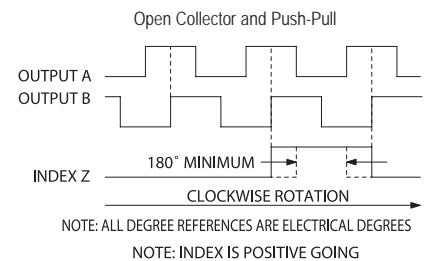 Open Collector and Push-Pull
OUTPUT A
OUTPUT B
180° MINIMUM
INDEX Z
CLOCKWISE ROTATION
NOTE: ALL DEGREE REFERENCES ARE ELECTRICAL DEGREES
NOTE: INDEX IS POSITIVE GOING